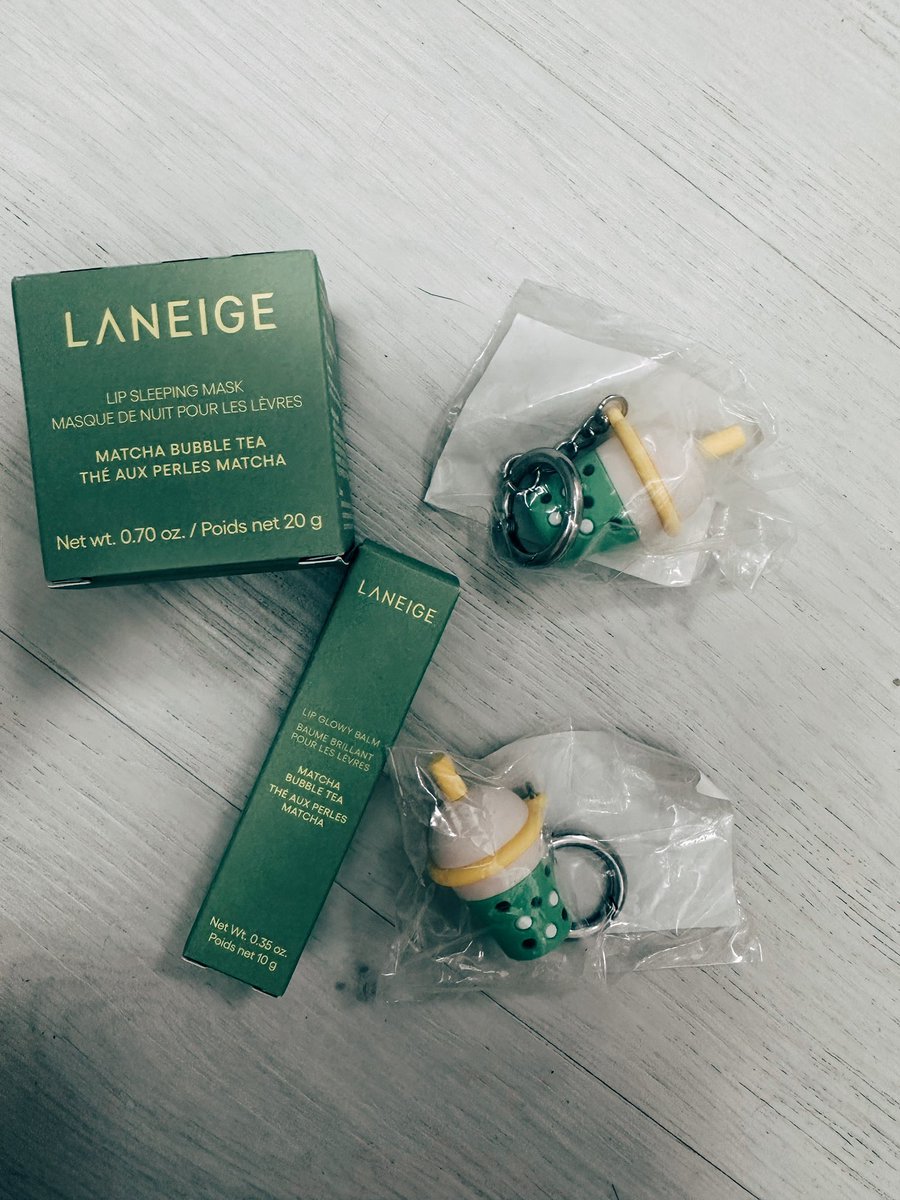 LANEIGE
LIP SLEEPING MASK
MASQUE DE NUIT POUR LES LÈVRES
MATCHA BUBBLE TEA
THÉ AUX PERLES MATCHA
Net wt. 0.70 oz. / Poids net 20 g
LANEIGE
LIP GLOWY BALM
BAUME BRILLANT
POUR LES LÈVRES
MATCHA
BUBBLE TEA
THÉ AUX PERLES
MATCHA
Net Wt. 0.35 oz.
Poids net 10 g